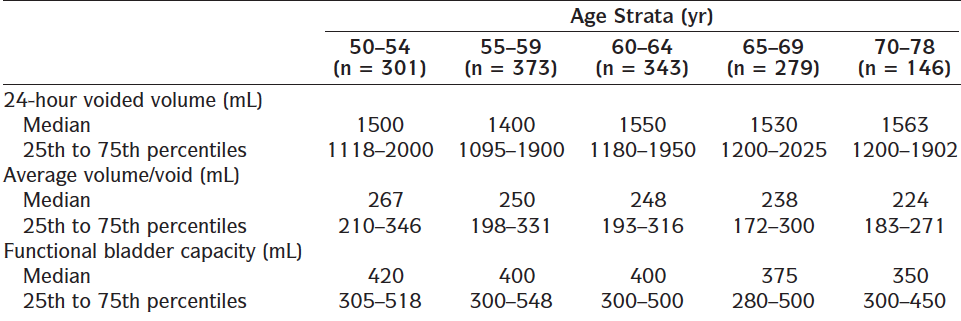 Age Strata (yr)
50–54 55–59 60–64 65–69 70–78
(n = 301) (n = 373) (n = 343) (n = 279) (n = 146)
24-hour voided volume (mL)
Median 1500 1400 1550 1530 1563
25th to 75th percentiles 1118–2000 1095–1900 1180–1950 1200–2025 1200–1902
Average volume/void (mL)
Median 267 250 248 238 224
25th to 75th percentiles 210–346 198–331 193–316 172–300 183–271
Functional bladder capacity (mL)
Median 420 400 400 375 350
25th to 75th percentiles 305–518 300–548 300–500 280–500 300–450